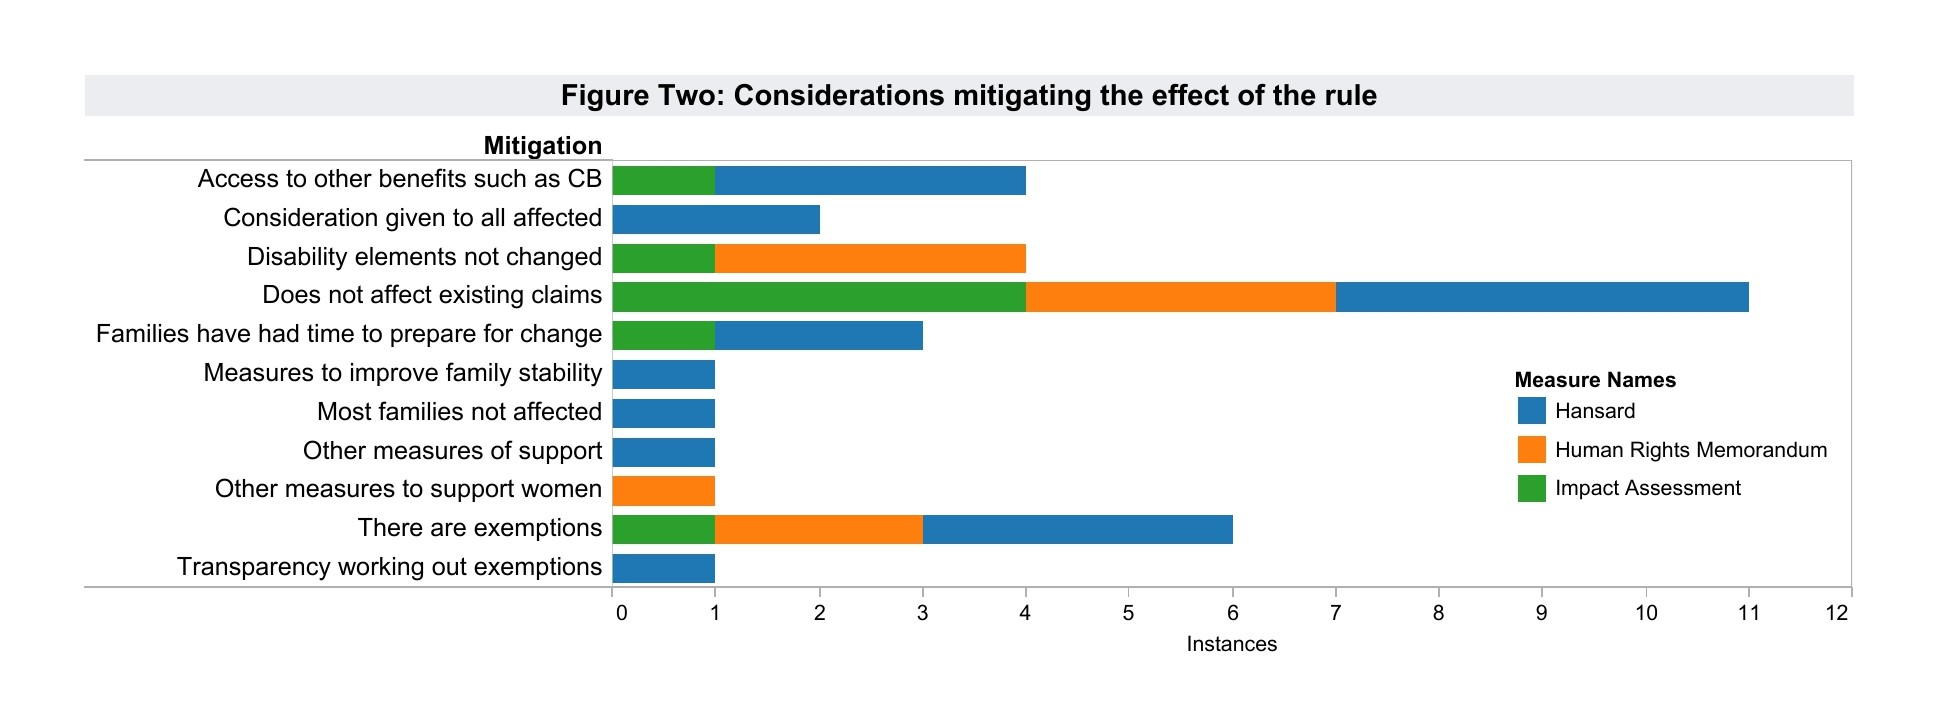 Figure Two: Considerations mitigating the effect of the rule
Mitigation
Access to other benefits such as CB
Consideration given to all affected
Disability elements not changed
Does not affect existing claims
Families have had time to prepare for change
Measures to improve family stability
Most families not affected
Other measures of support
Other measures to support women
There are exemptions
Transparency working out exemptions
Measure Names
Hansard
Human Rights Memorandum
Impact Assessment
0 1 2 3 4 5 6 7 8 9 10 11 12
Instances